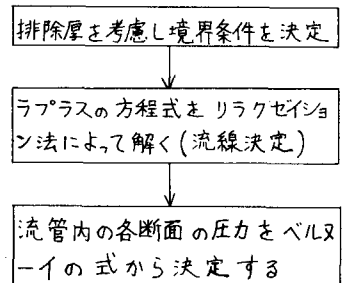 排除厚を考慮し境界条件を決定
ラプラスの方程式をリラクゼイショ
ン法によって解く(流線決定)
流管内の各断面の圧力をベルヌ
ーイの式から決定する